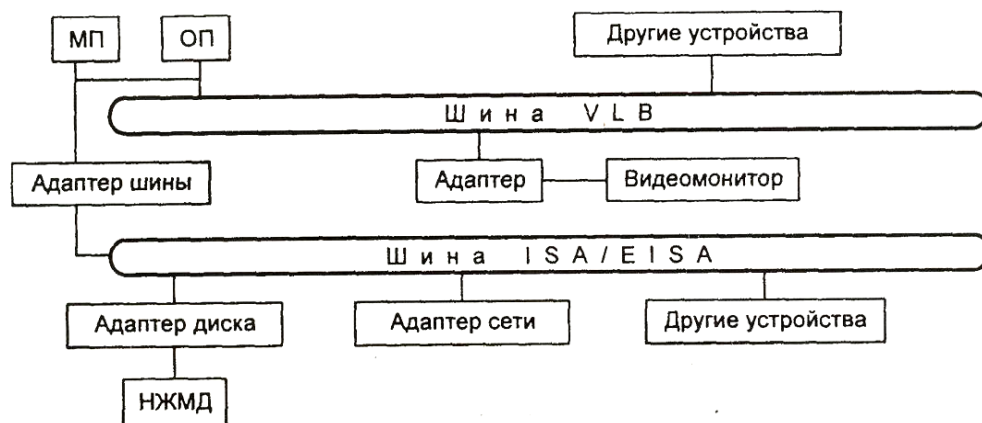 МП
ОП
Другие устройства
Шина VLB
Адаптер шины
Адаптер
Видеомонитор
Шина ISA/EISA
Адаптер диска
Адаптер сети
Другие устройства
НЖМД